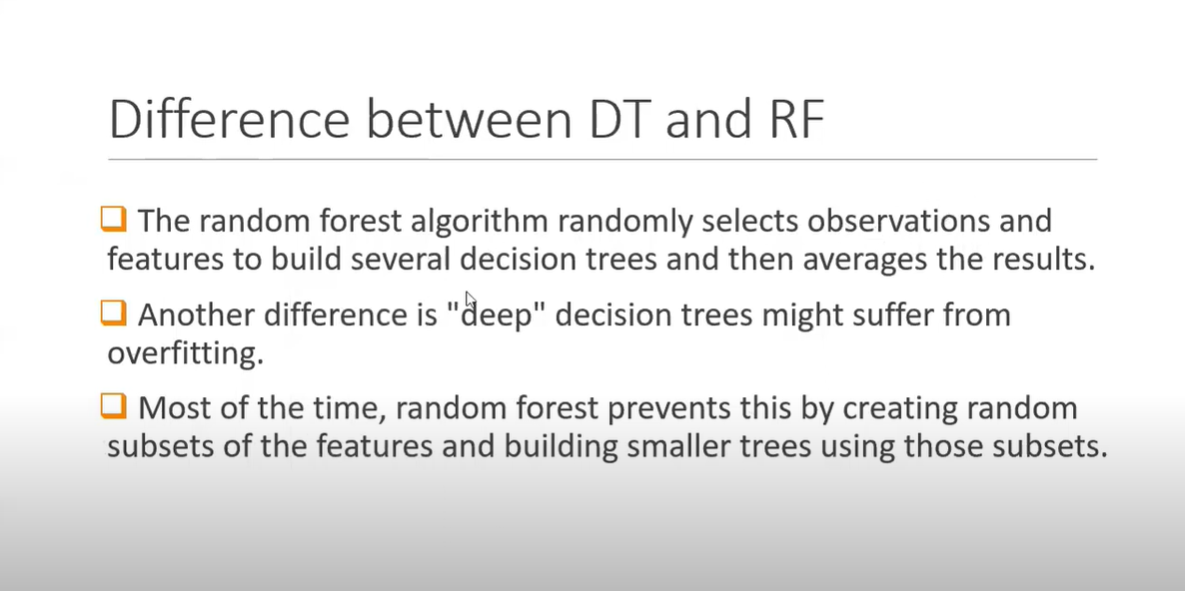 Difference between DT and RF
The random forest algorithm randomly selects observations and
features to build several decision trees and then averages the results.
Another difference is "deep" decision trees might suffer from
overfitting.
Most of the time, random forest prevents this by creating random
subsets of the features and building smaller trees using those subsets.